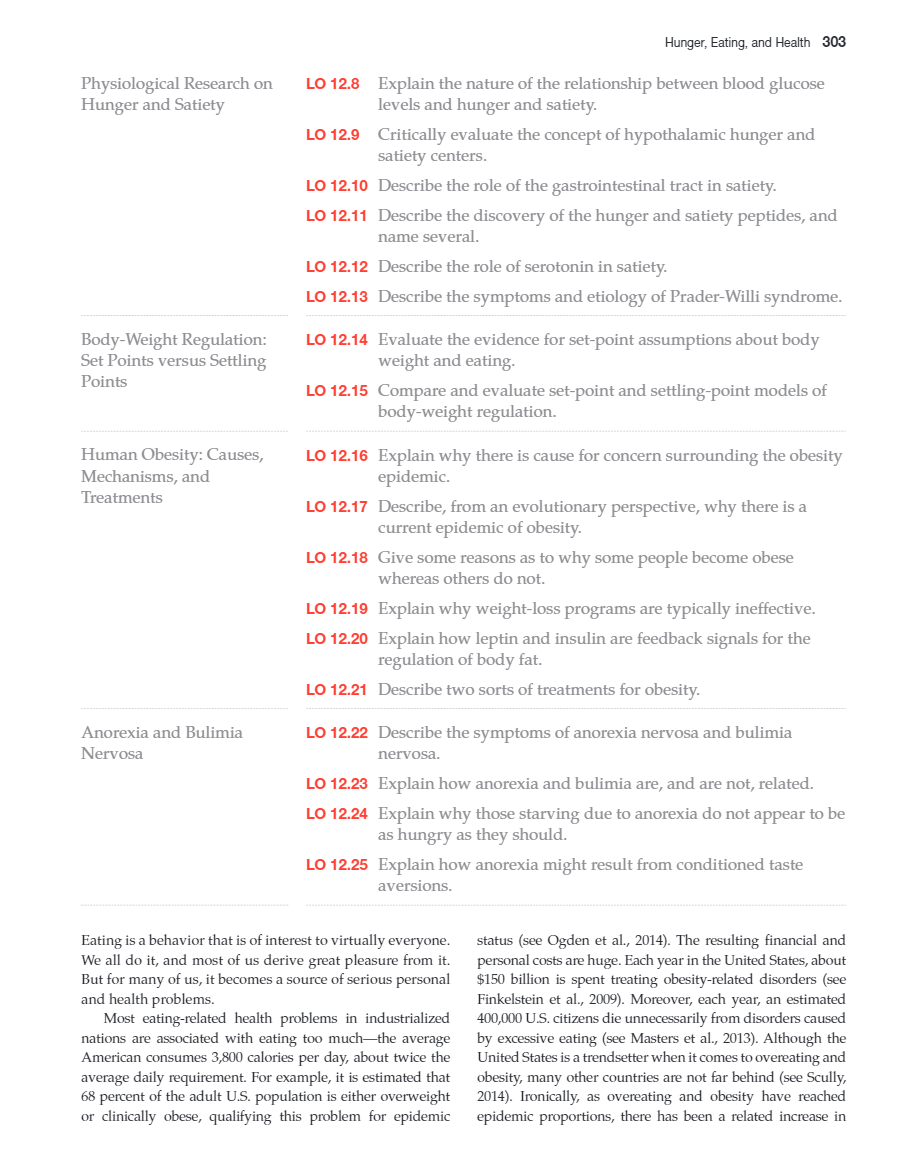 Hunger, Eating, and Health 303
Physiological Research on
Hunger and Satiety
LO 12.8 Explain the nature of the relationship between blood glucose
levels and hunger and satiety.
LO 12.9 Critically evaluate the concept of hypothalamic hunger and
satiety centers.
LO 12.10 Describe the role of the gastrointestinal tract in satiety.
LO 12.11 Describe the discovery of the hunger and satiety peptides, and
name several.
LO 12.12 Describe the role of serotonin in satiety.
LO 12.13 Describe the symptoms and etiology of Prader-Willi syndrome.
Body-Weight Regulation:
Set Points versus Settling
Points
LO 12.14 Evaluate the evidence for set-point assumptions about body
weight and eating.
LO 12.15 Compare and evaluate set-point and settling-point models of
body-weight regulation.
Human Obesity: Causes,
Mechanisms, and
Treatments
LO 12.16 Explain why there is cause for concern surrounding the obesity
epidemic.
LO 12.17 Describe, from an evolutionary perspective, why there is a
current epidemic of obesity.
LO 12.18 Give some reasons as to why some people become obese
whereas others do not.
LO 12.19 Explain why weight-loss programs are typically ineffective.
LO 12.20 Explain how leptin and insulin are feedback signals for the
regulation of body fat.
LO 12.21 Describe two sorts of treatments for obesity.
Anorexia and Bulimia
Nervosa
LO 12.22 Describe the symptoms of anorexia nervosa and bulimia
nervosa.
LO 12.23 Explain how anorexia and bulimia are, and are not, related.
LO 12.24 Explain why those starving due to anorexia do not appear to be
as hungry as they should.
LO 12.25 Explain how anorexia might result from conditioned taste
aversions.
Eating is a behavior that is of interest to virtually everyone.
We all do it, and most of us derive great pleasure from it.
But for many of us, it becomes a source of serious personal
and health problems.
Most eating-related health problems in industrialized
nations are associated with eating too much—the average
American consumes 3,800 calories per day, about twice the
average daily requirement. For example, it is estimated that
68 percent of the adult U.S. population is either overweight
or clinically obese, qualifying this problem for epidemic
status (see Ogden et al., 2014). The resulting financial and
personal costs are huge. Each year in the United States, about
$150 billion is spent treating obesity-related disorders (see
Finkelstein et al., 2009). Moreover, each year, an estimated
400,000 U.S. citizens die unnecessarily from disorders caused
by excessive eating (see Masters et al., 2013). Although the
United States is a trendsetter when it comes to overeating and
obesity, many other countries are not far behind (see Scully,
2014). Ironically, as overeating and obesity have reached
epidemic proportions, there has been a related increase in